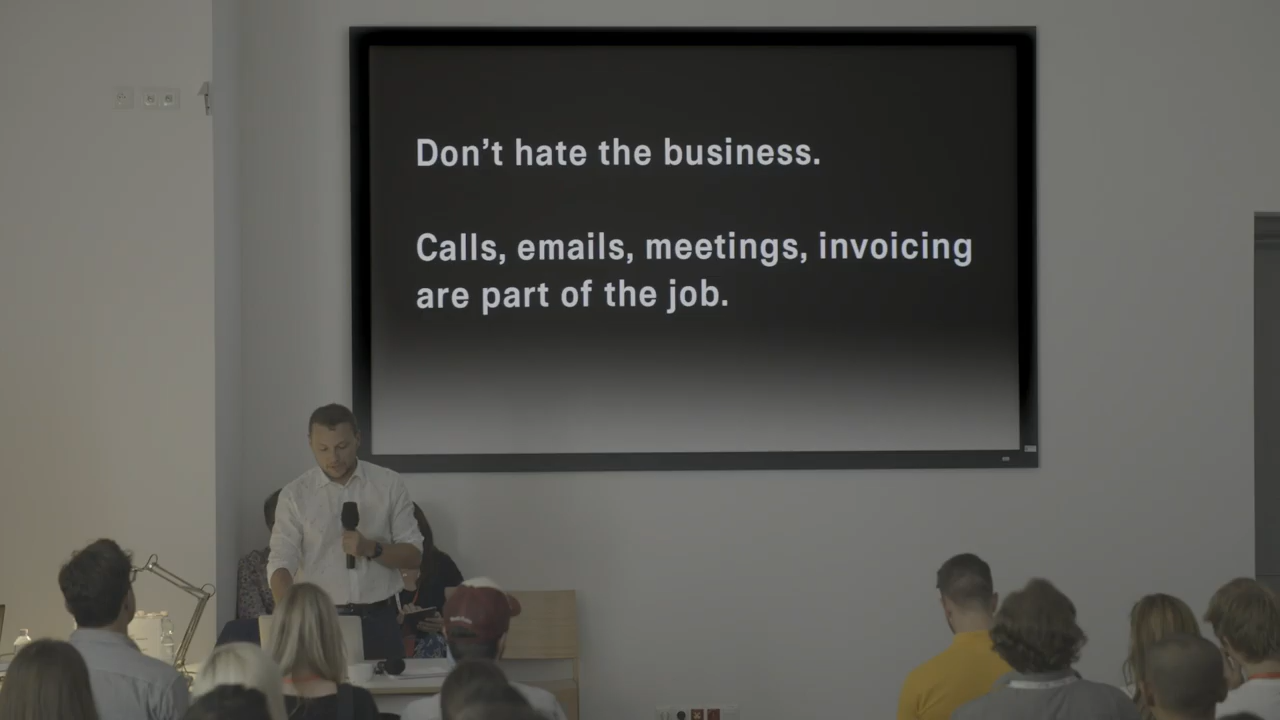 Don’t hate the business.
Calls, emails, meetings, invoicing
are part of the job.